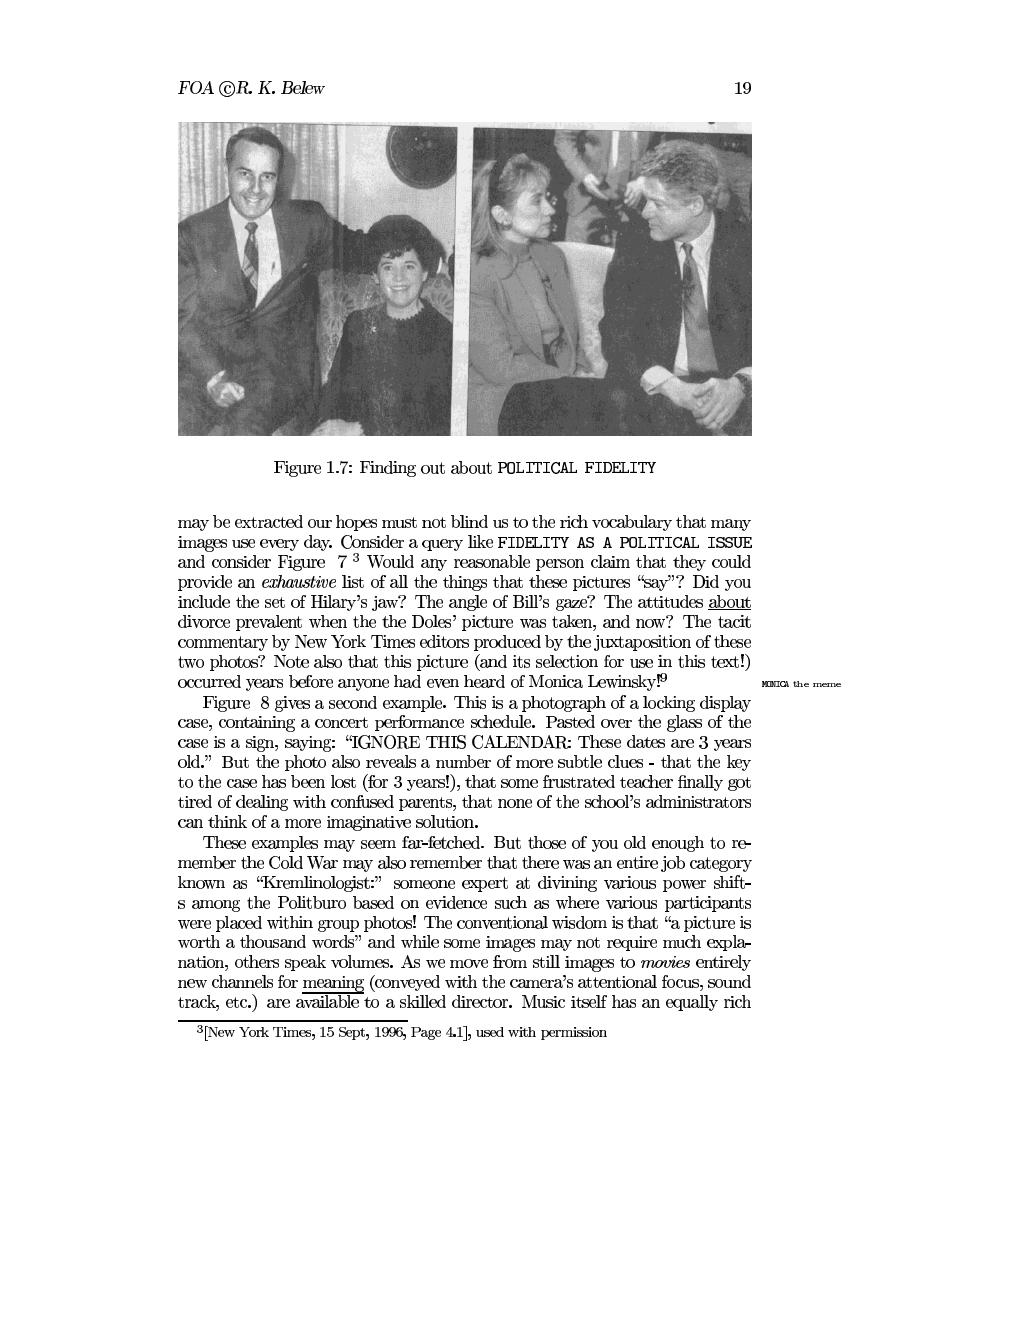 FOA ©R. K. Belew 19
Figure 1.7: Finding out about POLITICAL FIDELITY
may be extracted our hopes must not blind us to the rich vocabulary that many
images use every day. Consider a query like FIDELITY AS A POLITICAL ISSUE
and consider Figure 7 3 Would any reasonable person claim that they could
provide an exhaustive list of all the things that these pictures “say”? Did you
include the set of Hilary’s jaw? The angle of Bill’s gaze? The attitudes about
divorce prevalent when the the Doles’ picture was taken, and now? The tacit
commentary by New York Times editors produced by the juxtaposition of these
two photos? Note also that this picture (and its selection for use in this text!)
occurred years before anyone had even heard of Monica Lewinsky!9
MONICA the meme
Figure 8 gives a second example. This is a photograph of a locking display
case, containing a concert performance schedule. Pasted over the glass of the
case is a sign, saying: “IGNORE THIS CALENDAR: These dates are 3 years
old.” But the photo also reveals a number of more subtle clues - that the key
to the case has been lost (for 3 years!), that some frustrated teacher finally got
tired of dealing with confused parents, that none of the school’s administrators
can think of a more imaginative solution.
These examples may seem far-fetched. But those of you old enough to re-
member the Cold War may also remember that there was an entire job category
known as “Kremlinologist:” someone expert at divining various power shift-
s among the Politburo based on evidence such as where various participants
were placed within group photos! The conventional wisdom is that “a picture is
worth a thousand words” and while some images may not require much expla-
nation, others speak volumes. As we move from still images to movies entirely
new channels for meaning (conveyed with the camera’s attentional focus, sound
track, etc.) are available to a skilled director. Music itself has an equally rich
3[New York Times, 15 Sept, 1996, Page 4.1], used with permission